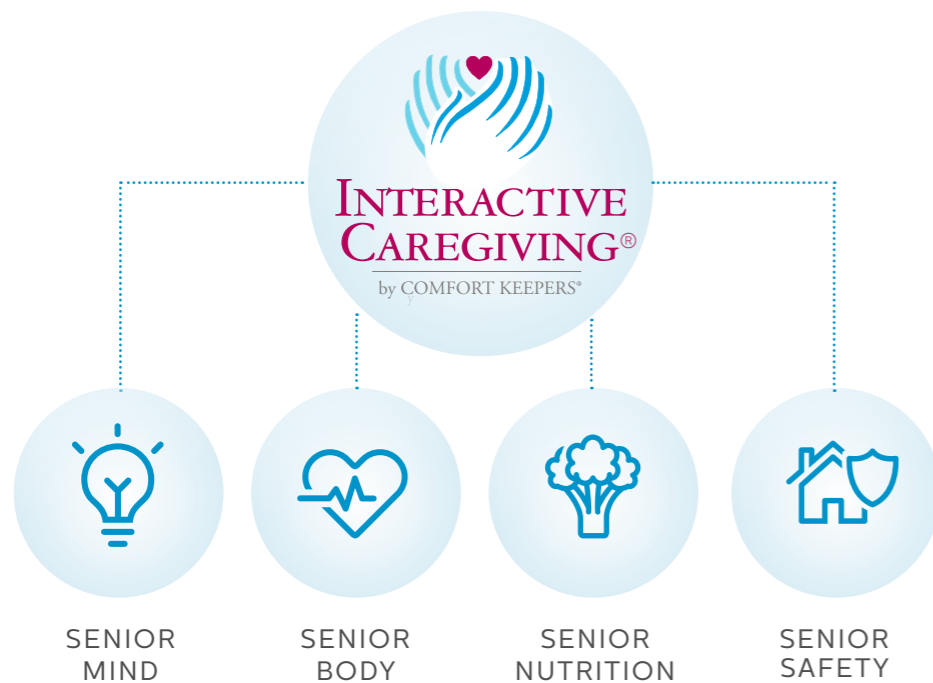 INTERACTIVE
CAREGIVING®
by COMFORT KEEPERS®
y
SENIOR
MIND
SENIOR
BODY
SENIOR
NUTRITION
SENIOR
SAFETY